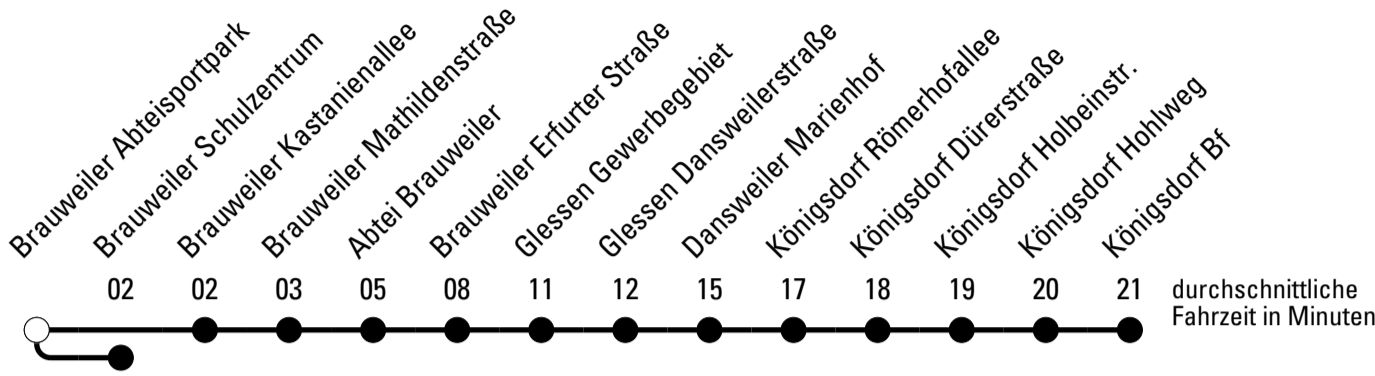 Brauweiler Abteisportpark
Brauweiler Schulzentrum
Brauweiler Kastanienallee
Brauweiler Mathildenstraße
Abtei Brauweiler
Brauweiler Erfurter Straße
Glessen Gewerbegebiet
Glessen Dansweilerstraße
Dansweiler Marienhof
Königsdorf Römerhofallee
Königsdorf Dürerstraße
Königsdorf Holbeinstr.
Königsdorf Hohlweg
Königsdorf Bf
02 02 03 05 08 11 12 15 17 18 19 20 21
durchschnittliche
Fahrzeit in Minuten